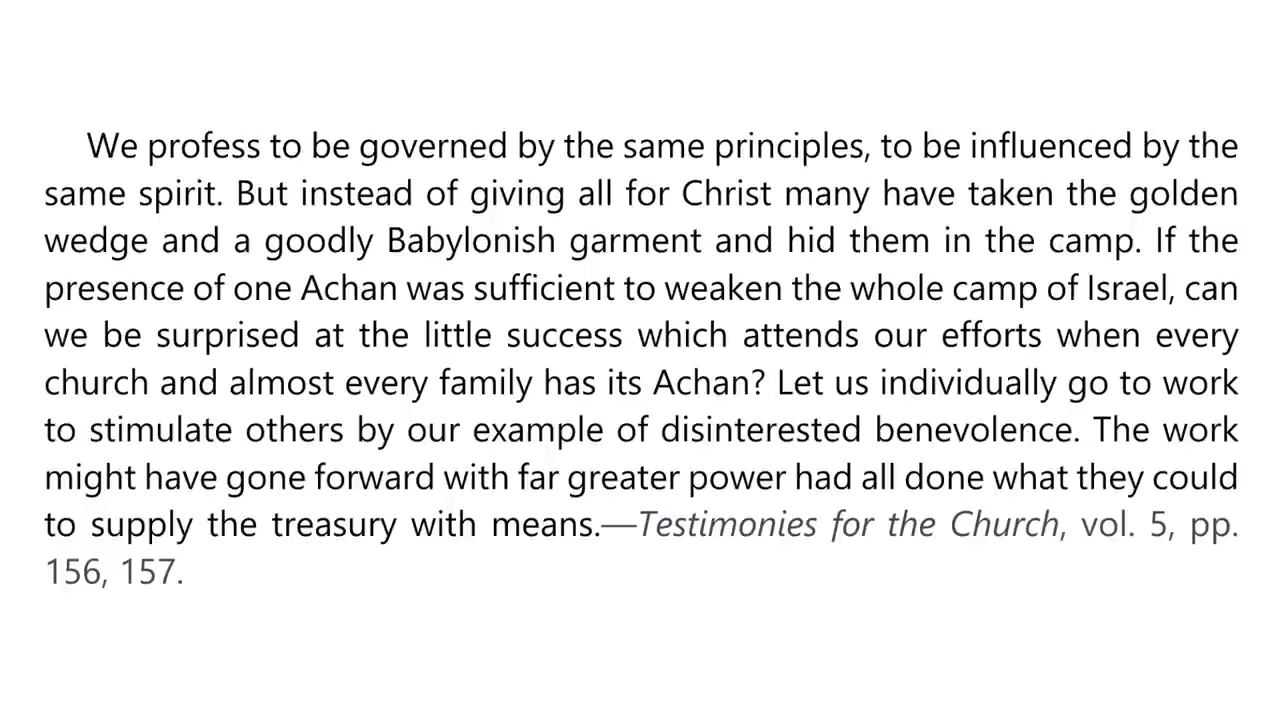 We profess to be governed by the same principles, to be influenced by the
same spirit. But instead of giving all for Christ many have taken the golden
wedge and a goodly Babylonish garment and hid them in the camp. If the
presence of one Achan was sufficient to weaken the whole camp of Israel, can
we be surprised at the little success which attends our efforts when every
church and almost every family has its Achan? Let us individually go to work
to stimulate others by our example of disinterested benevolence. The work
might have gone forward with far greater power had all done what they could
to supply the treasury with means.—Testimonies for the Church, vol. 5, pp.
156, 157.